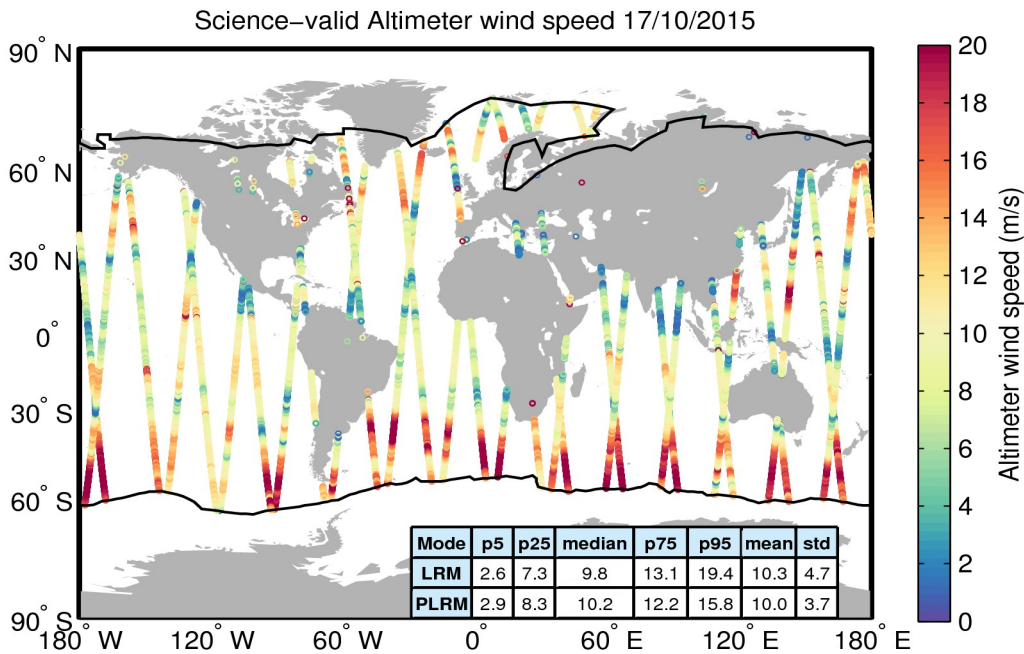 Science−valid Altimeter wind speed 17/10/2015
90° N
60° N
30° N
0°
30° S
60° S
90° S
180° W
120° W
60° W
0°
60° E
120° E
180° E
Mode p5 p25 median p75 p95 mean std
LRM 2.6 7.3 9.8 13.1 19.4 10.3 4.7
PLRM 2.9 8.3 10.2 12.2 15.8 10.0 3.7
20
18
16
14
12
10
8
6
4
2
0
Altimeter wind speed (m/s)